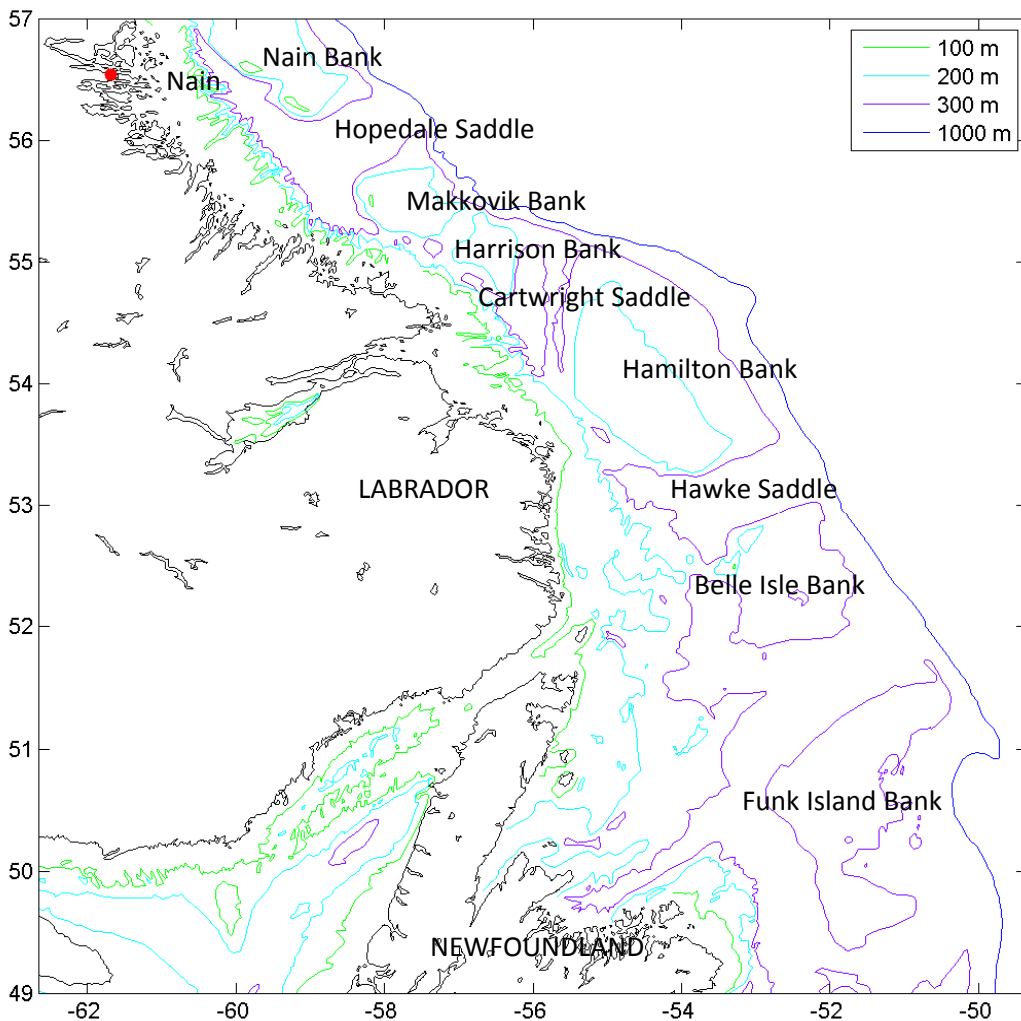 57
56
55
54
53
52
51
50
49
-62
-60
-58
-56
-54
-52
-50
100 m
200 m
300 m
1000 m
Nain Bank
Nain
Hopedale Saddle
Makkovik Bank
Harrison Bank
Cartwright Saddle
Hamilton Bank
LABRADOR
Hawke Saddle
Belle Isle Bank
Funk Island Bank
NEWFOUNDLAND